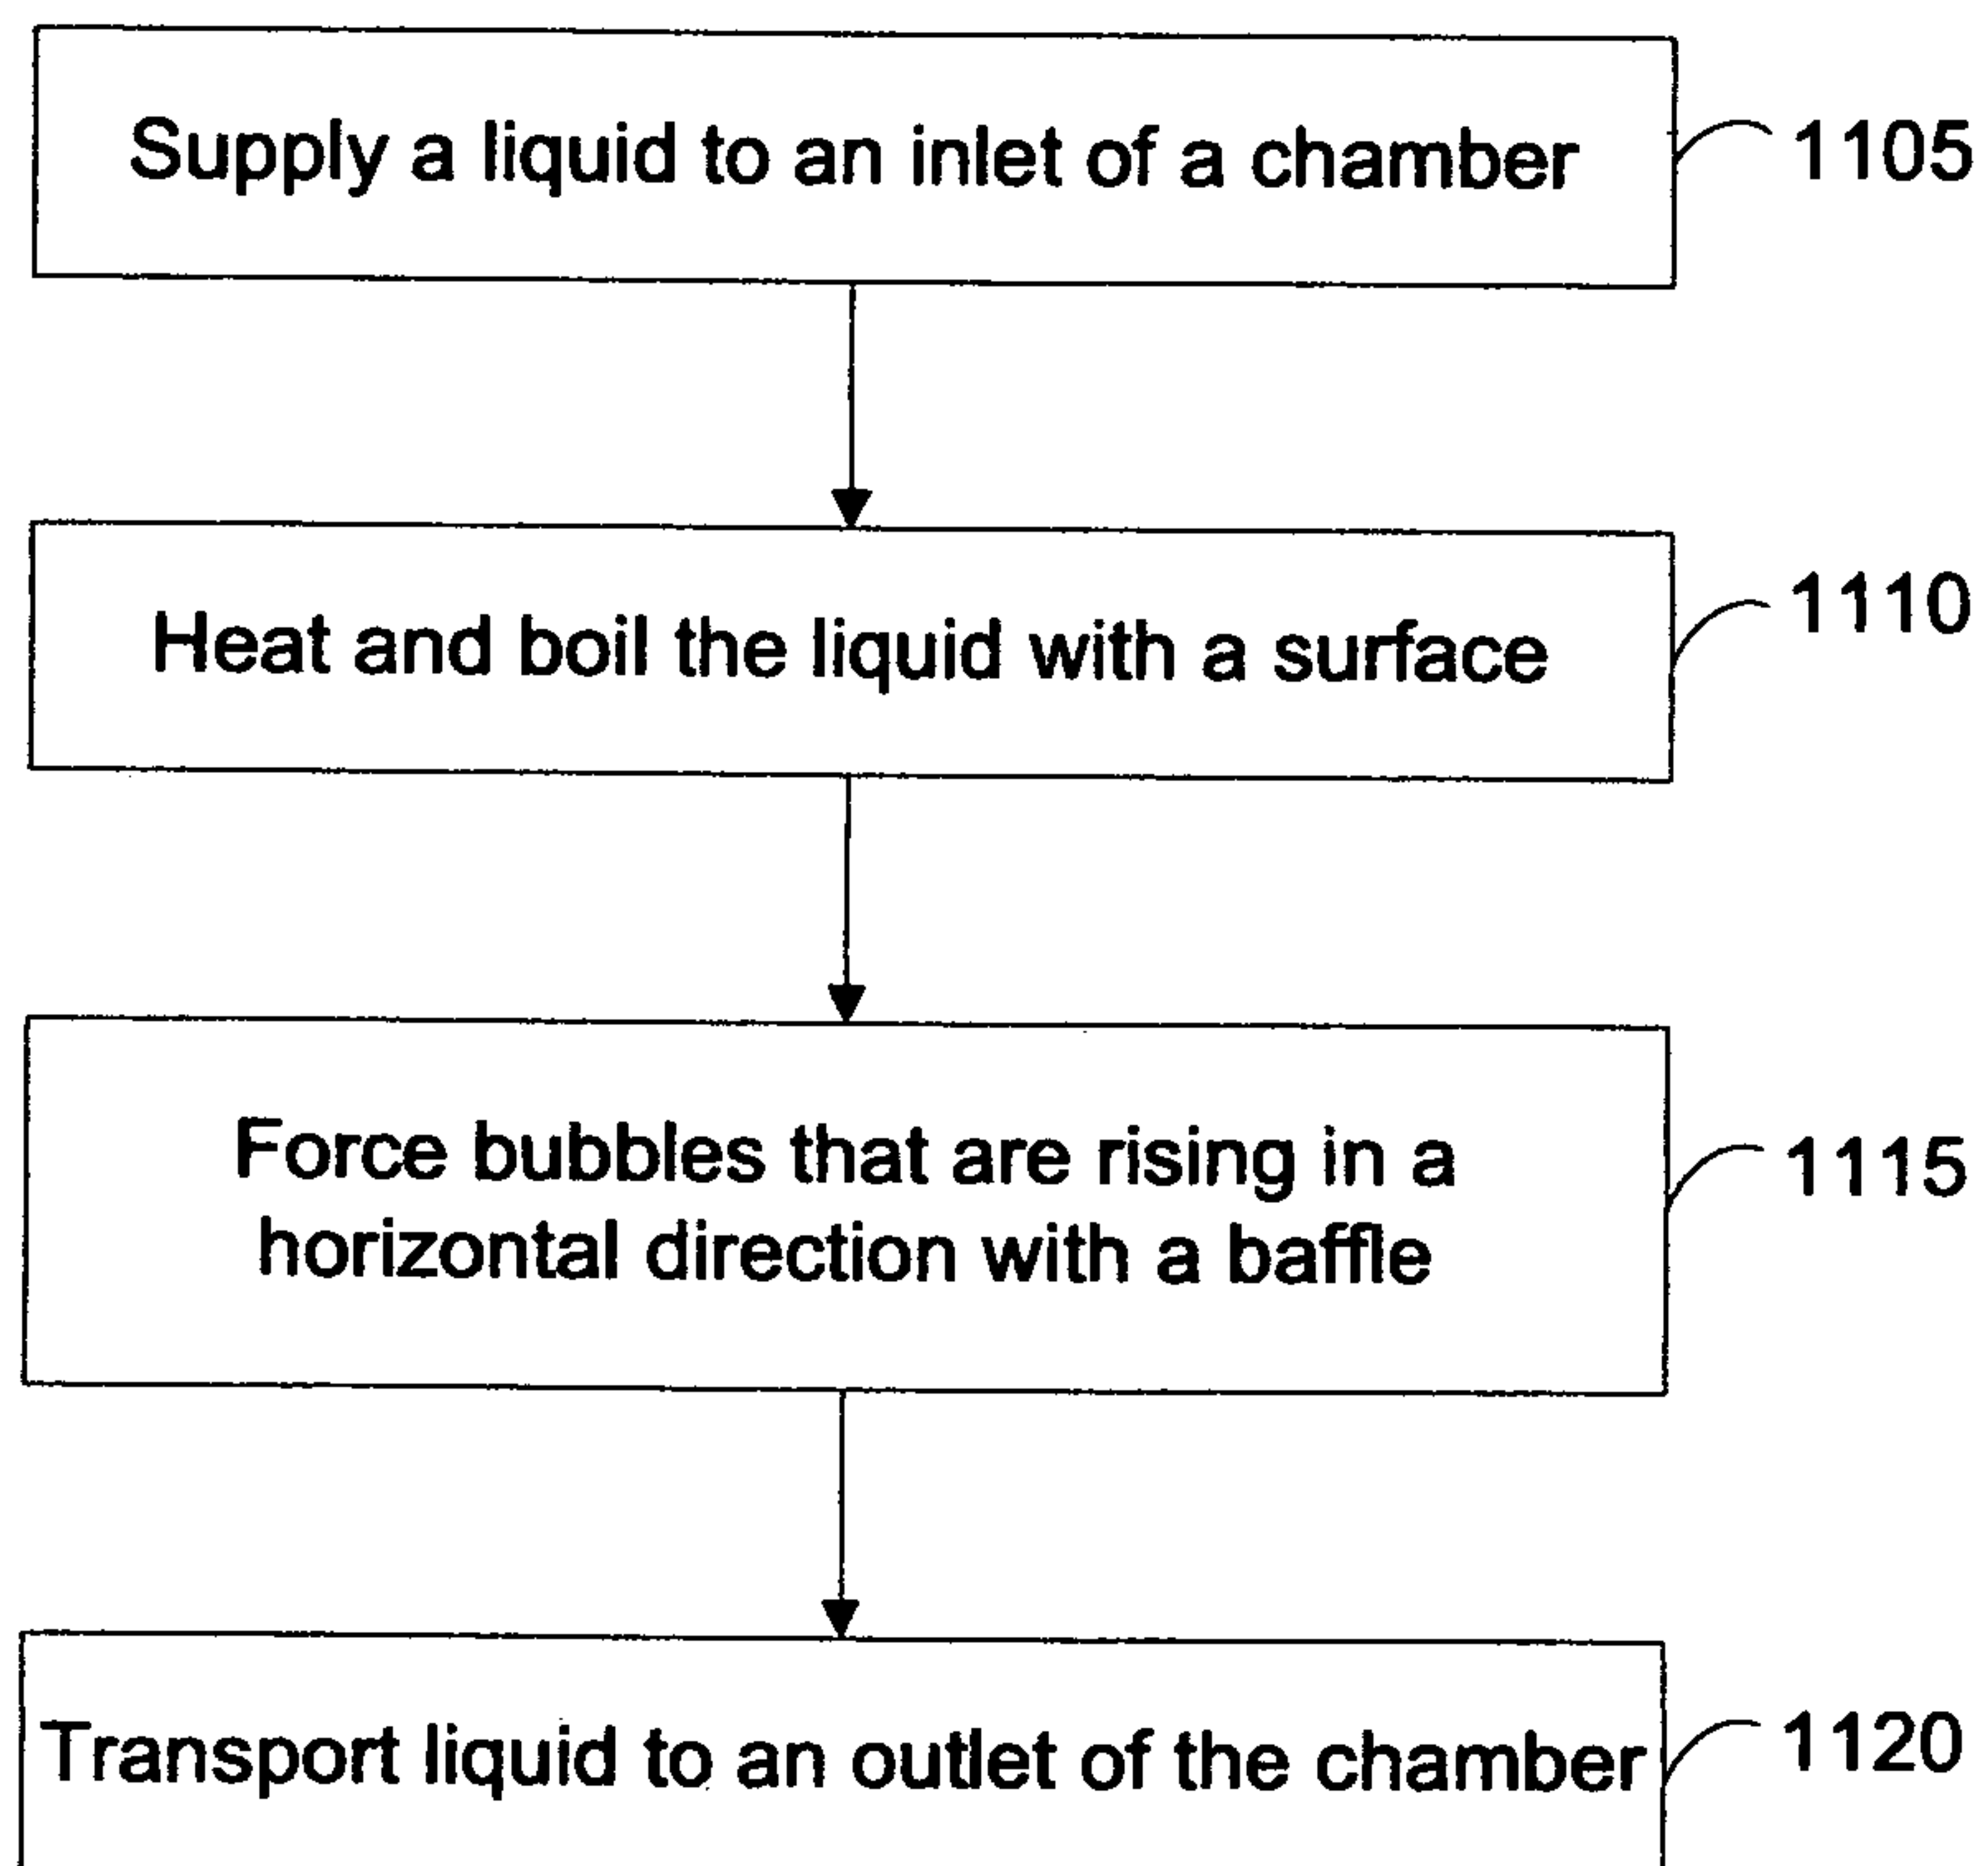 Supply a liquid to an inlet of a chamber
1105
Heat and boil the liquid with a surface
1110
Force bubbles that are rising in a
horizontal direction with a baffle
1115
Transport liquid to an outlet of the chamber
1120